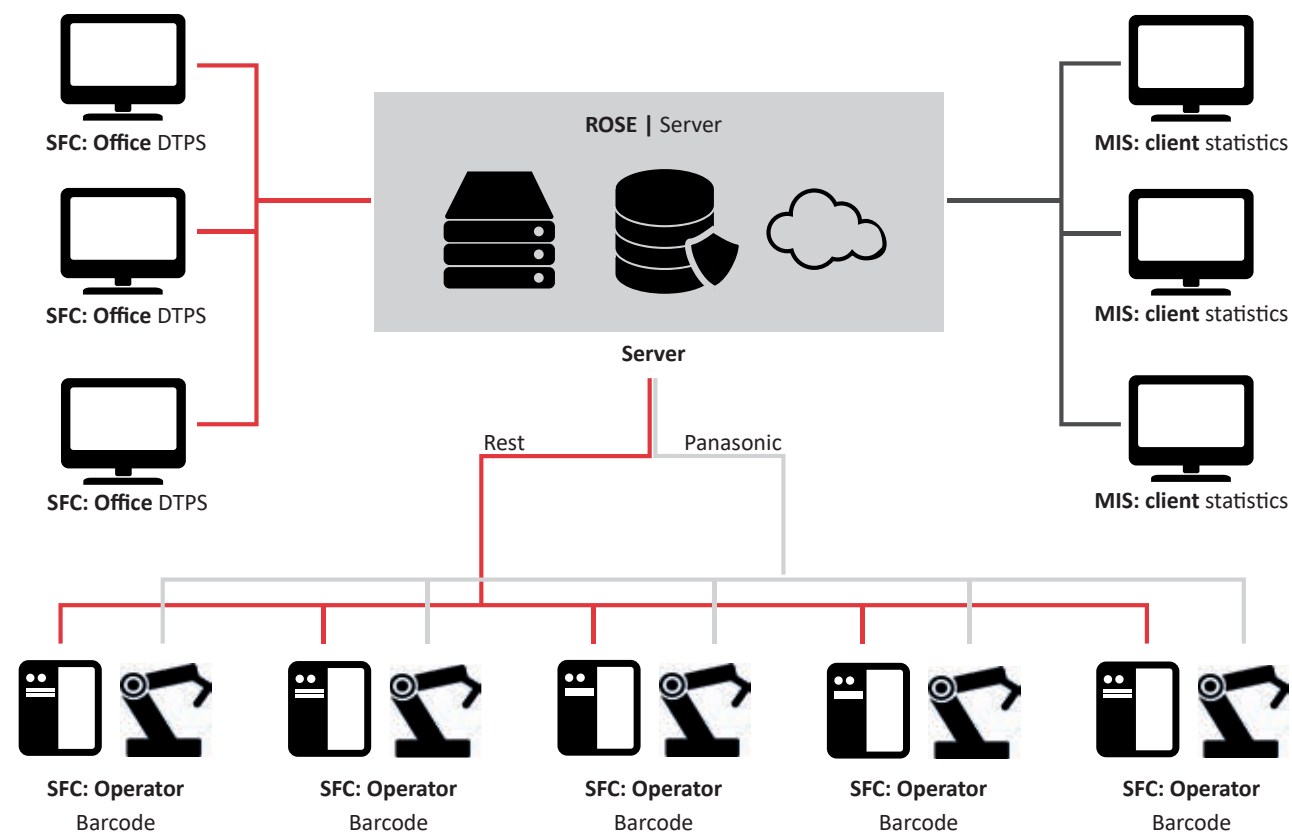 ROSE | Server
SFC: Office DTPS
MIS: client statistics
SFC: Office DTPS
MIS: client statistics
Server
Rest
Panasonic
SFC: Office DTPS
MIS: client statistics
SFC: Operator
Barcode
SFC: Operator
Barcode
SFC: Operator
Barcode
SFC: Operator
Barcode
SFC: Operator
Barcode